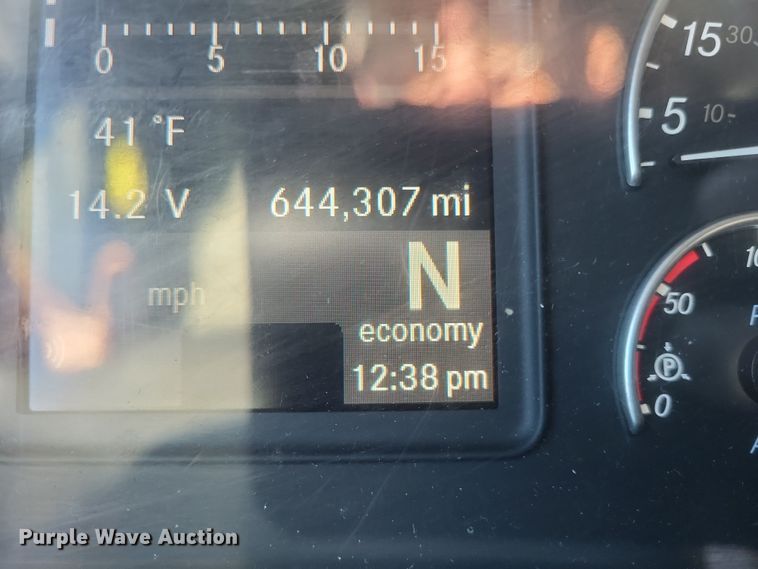 0 5 10 15
41 °F
14.2 V 644,307 mi
mph N
economy
12:38 pm
15 30
5 10
50
P
0
Purple Wave Auction